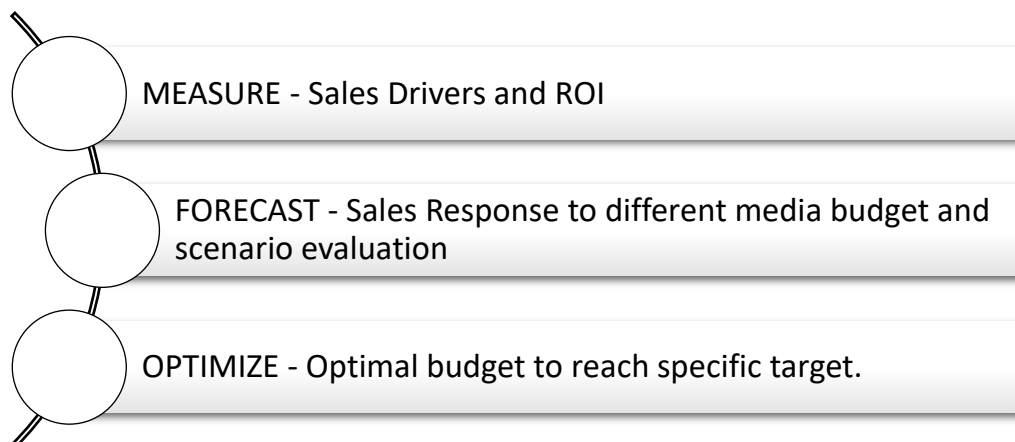 MEASURE - Sales Drivers and ROI
FORECAST - Sales Response to different media budget and
scenario evaluation
OPTIMIZE - Optimal budget to reach specific target.